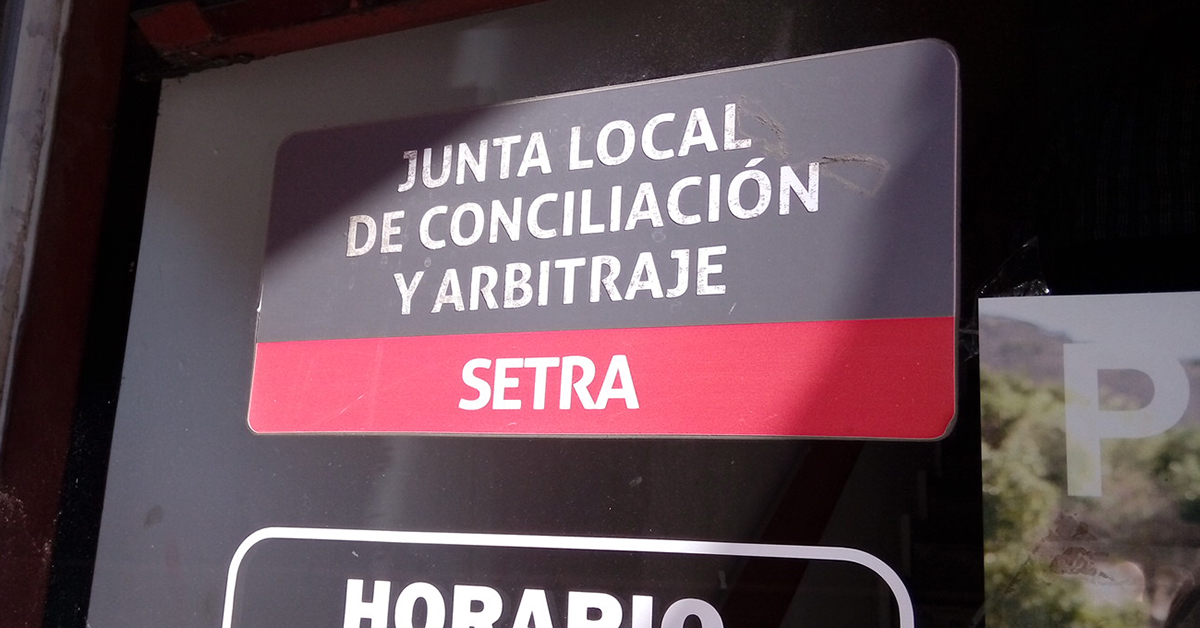 JUNTA LOCAL
DE CONCILIACIÓN
Y ARBITRAJE
SETRA
HORARIO
P